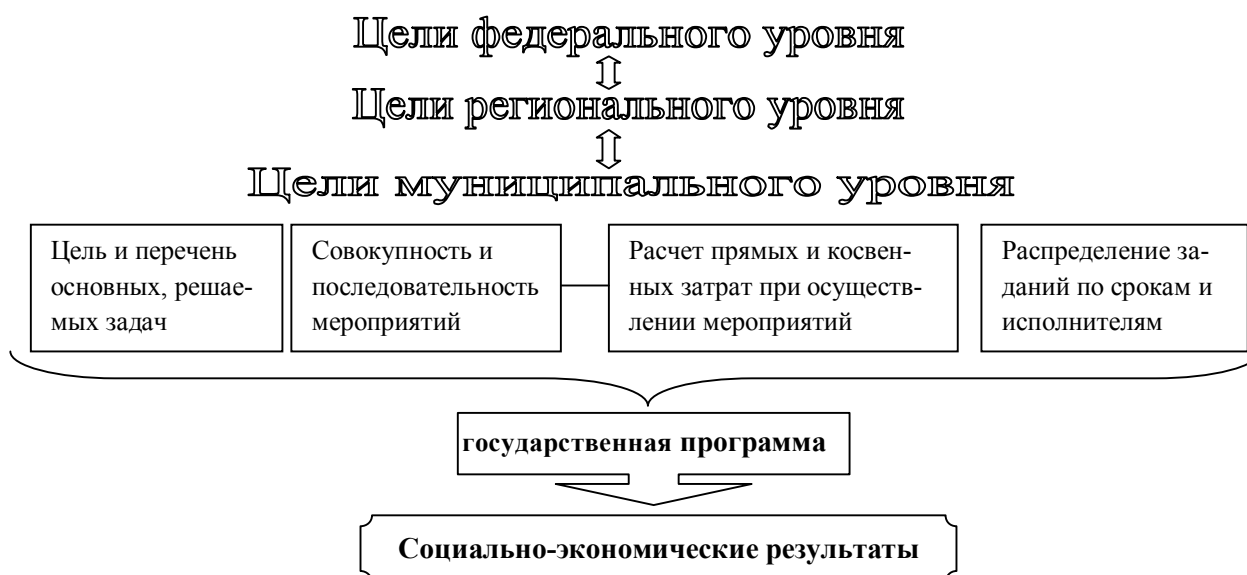 Цели федерального уровня
Цели регионального уровня
Цели муниципального уровня
Цель и перечень
основных, решае-
мых задач
Совокупность и
последовательность
мероприятий
Расчет прямых и косвен-
ных затрат при осуществ-
лении мероприятий
Распределение за-
даний по срокам и
исполнителям
государственная программа
Социально-экономические результаты